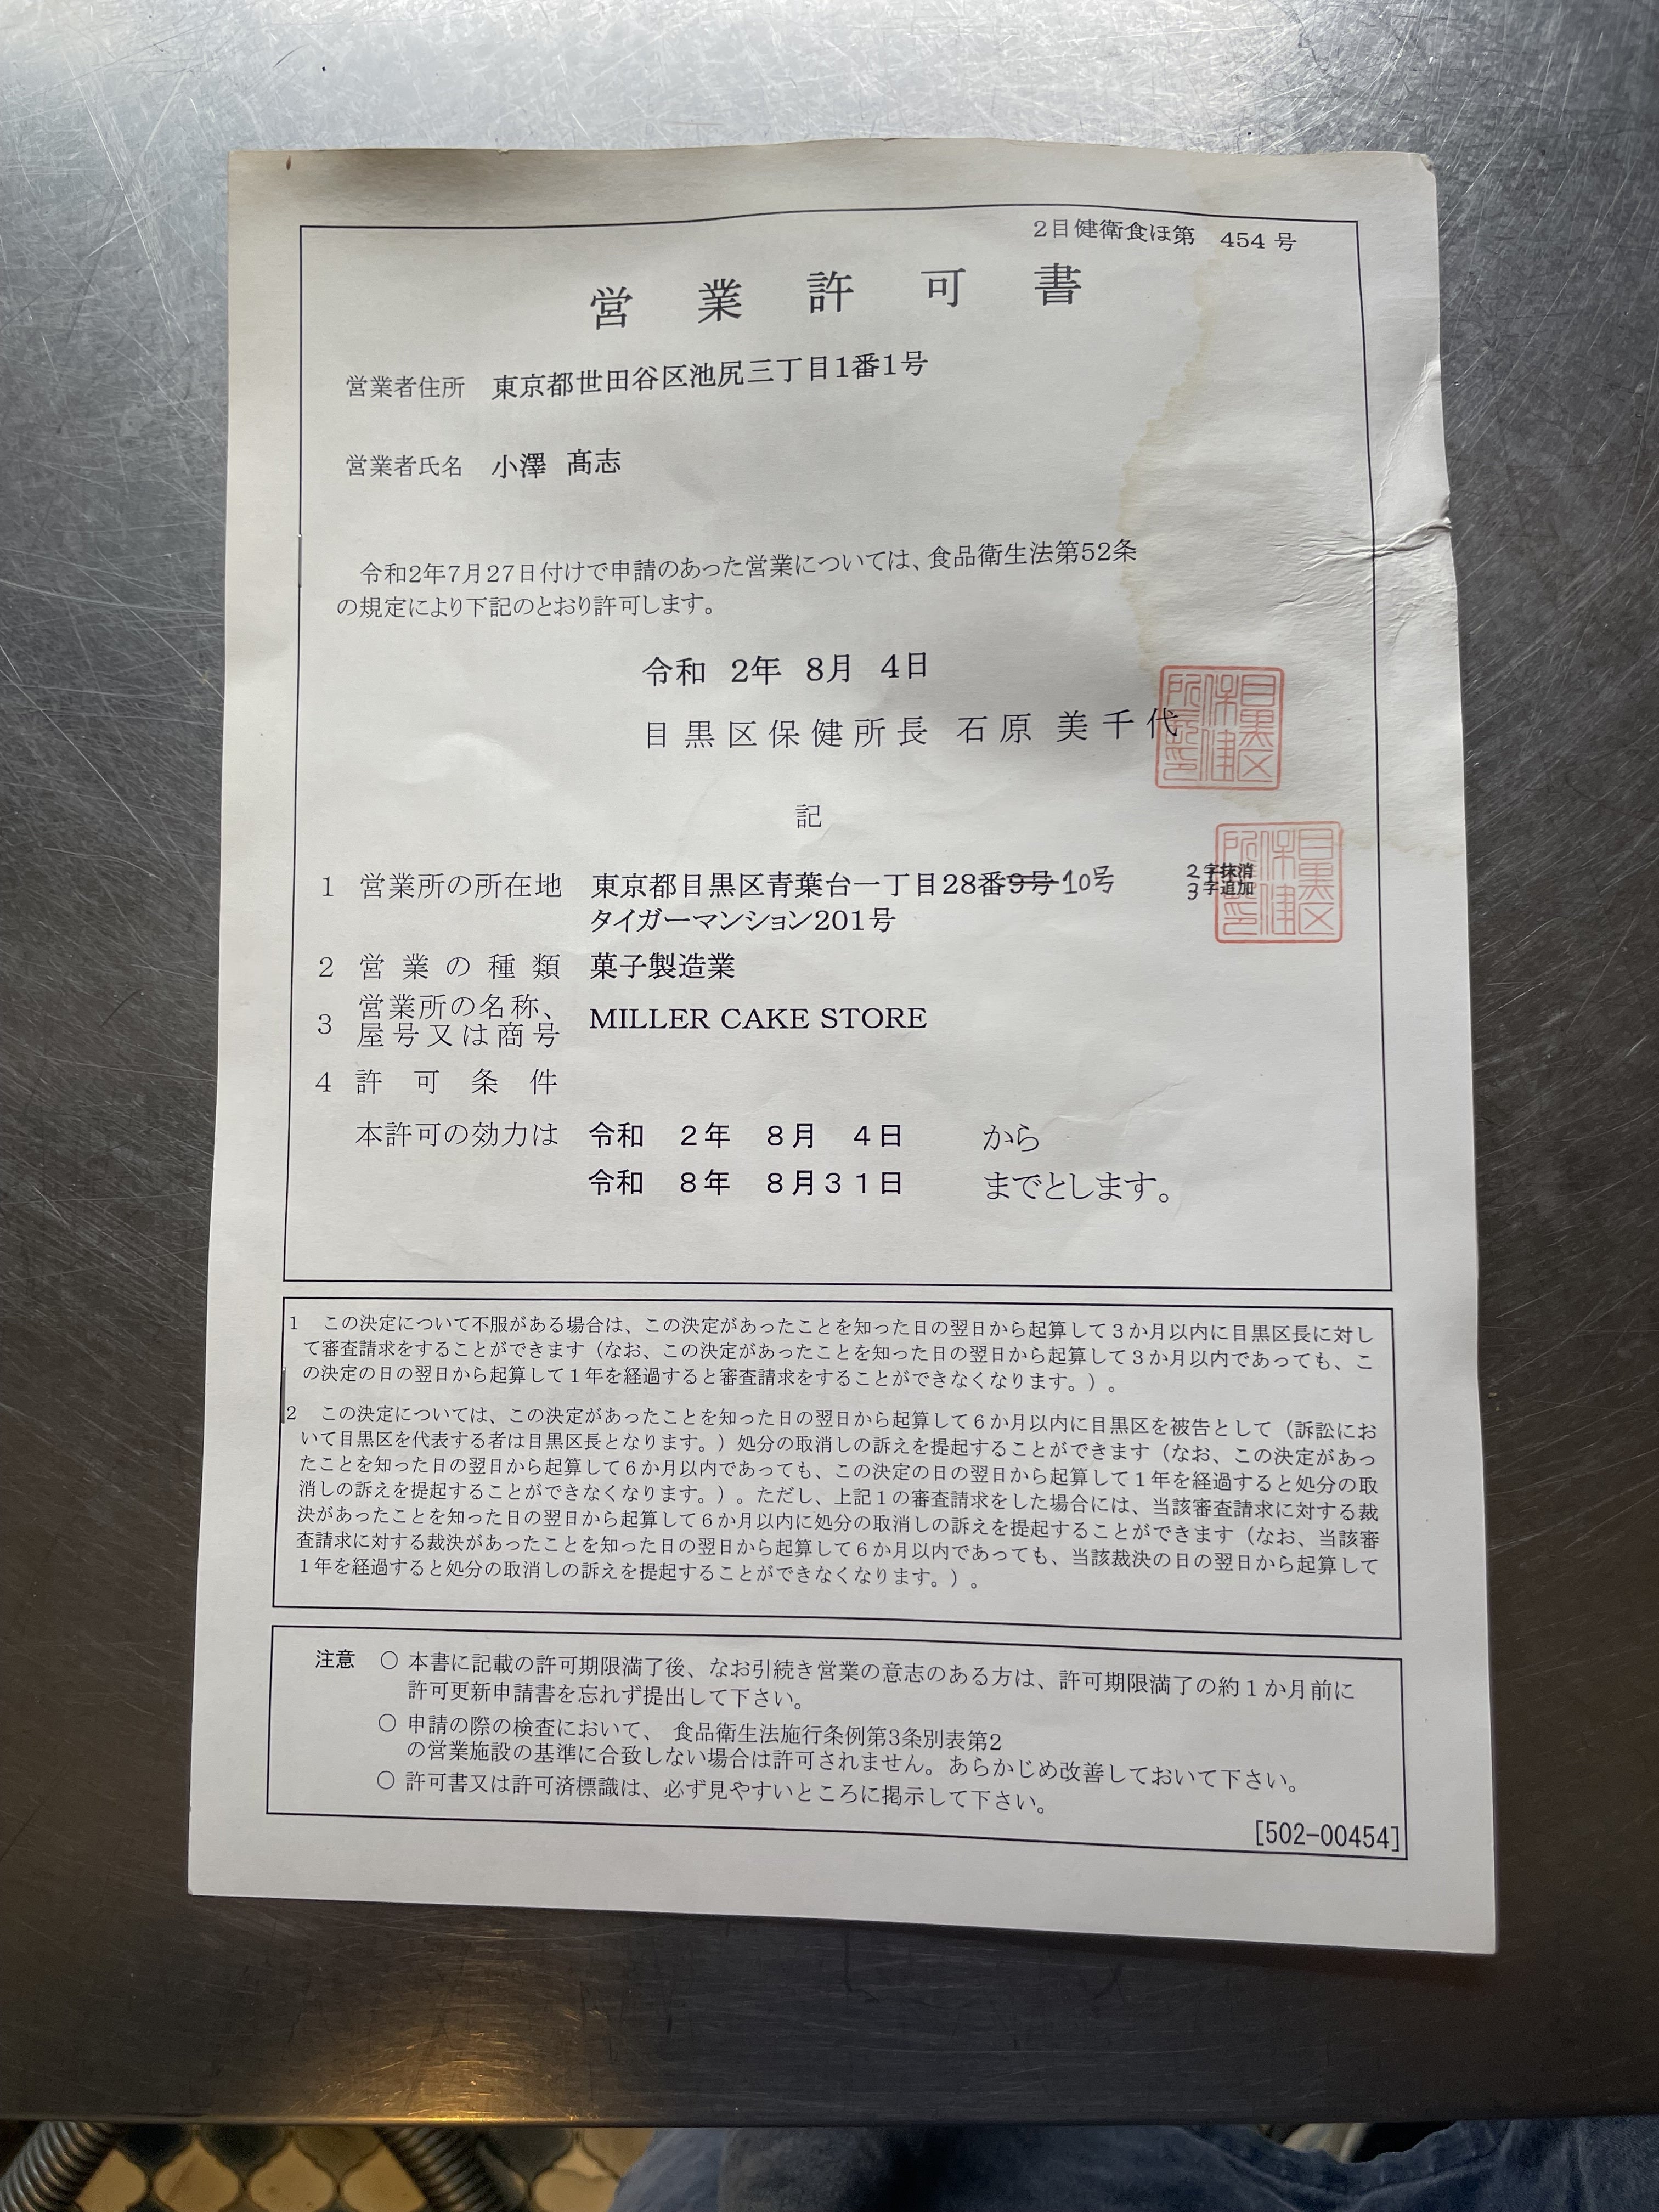 2目健衛食ほ第 454 号
営業許可書
営業者住所 東京都世田谷区池尻三丁目1番1号
営業者氏名 小澤 髙志
令和2年7月27日付けで申請のあった営業については、食品衛生法第52条
の規定により下記のとおり許可します。
令和 2年 8月 4日
目黒区保健所長 石原 美千代
目黒区保健所長印
記
1 営業所の所在地 東京都目黒区青葉台一丁目28番9号10号
2字抹消
3字追加
目黒区保健所長印
タイガーマンション201号
2 営業の種類 菓子製造業
3 営業所の名称、
屋号又は商号 MILLER CAKE STORE
4 許可条件
本許可の効力は 令和 2年 8月 4日 から
令和 8年 8月31日 までとします。
1 この決定について不服がある場合は、この決定があったことを知った日の翌日から起算して3か月以内に目黒区長に対し
て審査請求をすることができます（なお、この決定があったことを知った日の翌日から起算して3か月以内であっても、こ
の決定の日の翌日から起算して1年を経過すると審査請求をすることができなくなります。）。
2 この決定については、この決定があったことを知った日の翌日から起算して6か月以内に目黒区を被告として（訴訟にお
いて目黒区を代表する者は目黒区長となります。）処分の取消しの訴えを提起することができます（なお、この決定があっ
たことを知った日の翌日から起算して6か月以内であっても、この決定の日の翌日から起算して1年を経過すると処分の取
消しの訴えを提起することができなくなります。）。ただし、上記1の審査請求をした場合には、当該審査請求に対する裁
決があったことを知った日の翌日から起算して6か月以内に処分の取消しの訴えを提起することができます（なお、当該審
査請求に対する裁決があったことを知った日の翌日から起算して6か月以内であっても、当該裁決の日の翌日から起算して
1年を経過すると処分の取消しの訴えを提起することができなくなります。）。
注意 ○ 本書に記載の許可期限満了後、なお引続き営業の意志のある方は、許可期限満了の約1か月前に
許可更新申請書を忘れず提出して下さい。
○ 申請の際の検査において、 食品衛生法施行条例第3条別表第2
の営業施設の基準に合致しない場合は許可されません。あらかじめ改善しておいて下さい。
○ 許可書又は許可済標識は、必ず見やすいところに掲示して下さい。
[502-00454]